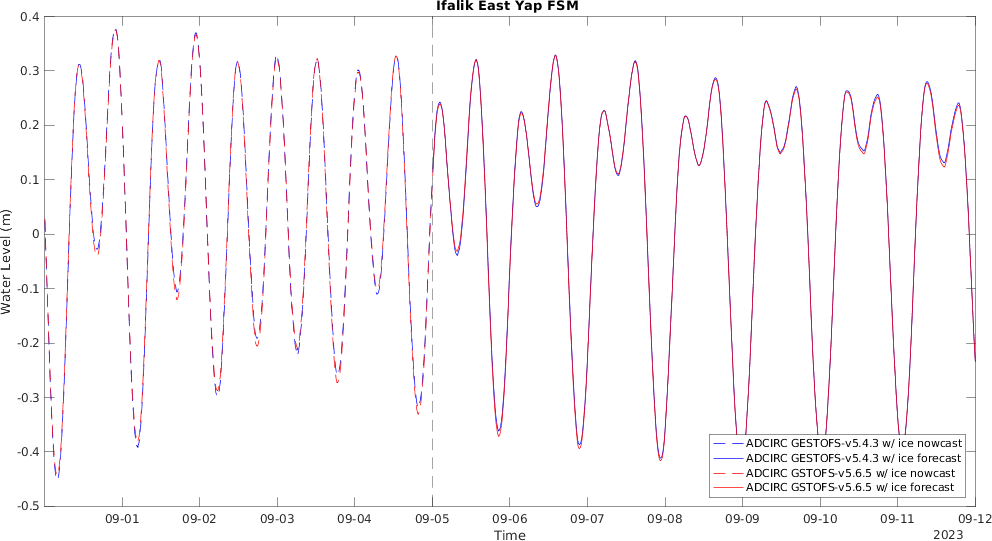 Ifalik East Yap FSM
0.4
0.3
0.2
0.1
0
-0.1
-0.2
-0.3
-0.4
-0.5
Water Level (m)
09-01 09-02 09-03 09-04 09-05 09-06 09-07 09-08 09-09 09-10 09-11 09-12
Time
2023
ADCIRC GESTOFS-v5.4.3 w/ ice nowcast
ADCIRC GESTOFS-v5.4.3 w/ ice forecast
ADCIRC GSTOFS-v5.6.5 w/ ice nowcast
ADCIRC GSTOFS-v5.6.5 w/ ice forecast